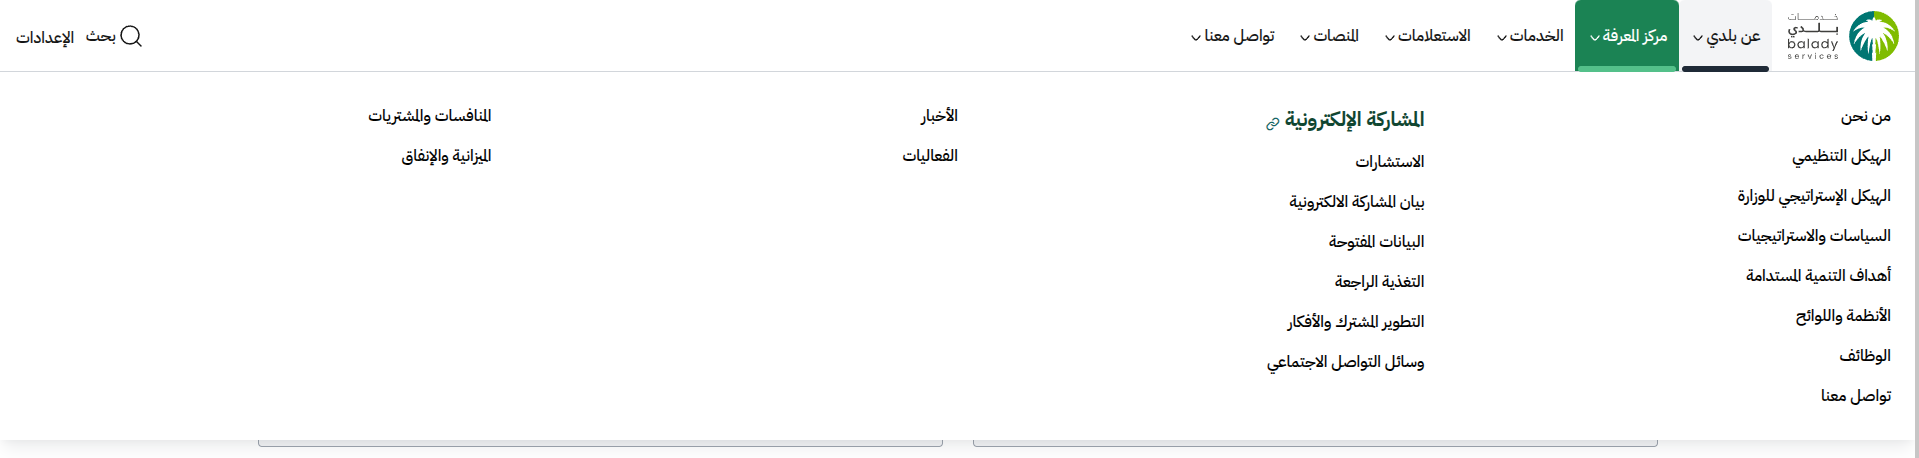 خدمات
بلدي
balady
services
عن بلدي
مركز المعرفة
الخدمات
الاستعلامات
المنصات
تواصل معنا
بحث
الإعدادات
من نحن
الهيكل التنظيمي
الهيكل الإستراتيجي للوزارة
السياسات والاستراتيجيات
أهداف التنمية المستدامة
الأنظمة واللوائح
الوظائف
تواصل معنا
المشاركة الإلكترونية
الاستشارات
بيان المشاركة الالكترونية
البيانات المفتوحة
التغذية الراجعة
التطوير المشترك والأفكار
وسائل التواصل الاجتماعي
الأخبار
الفعاليات
المنافسات والمشتريات
الميزانية والإنفاق